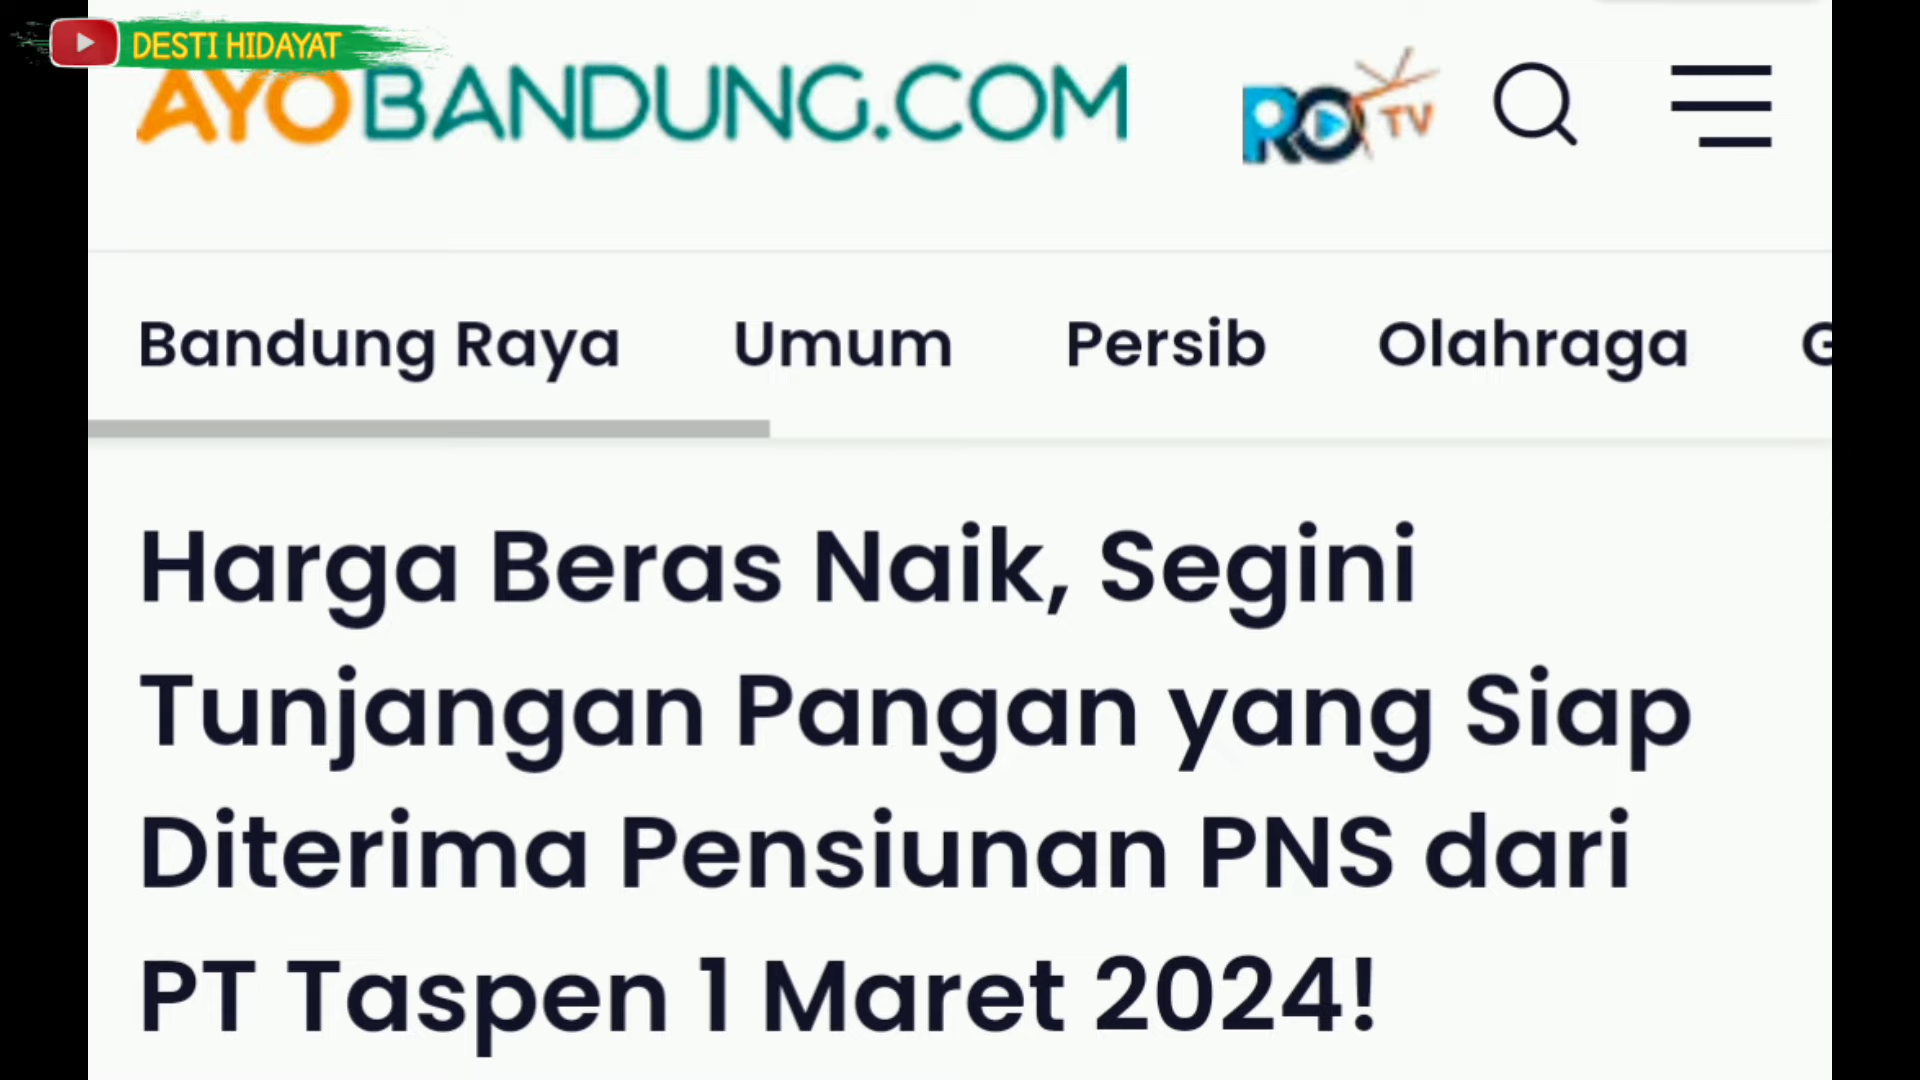 DESTI HIDAYAT
AYOBANDUNG.COM
RO TV
Bandung Raya Umum Persib Olahraga G
Harga Beras Naik, Segini
Tunjangan Pangan yang Siap
Diterima Pensiunan PNS dari
PT Taspen 1 Maret 2024!